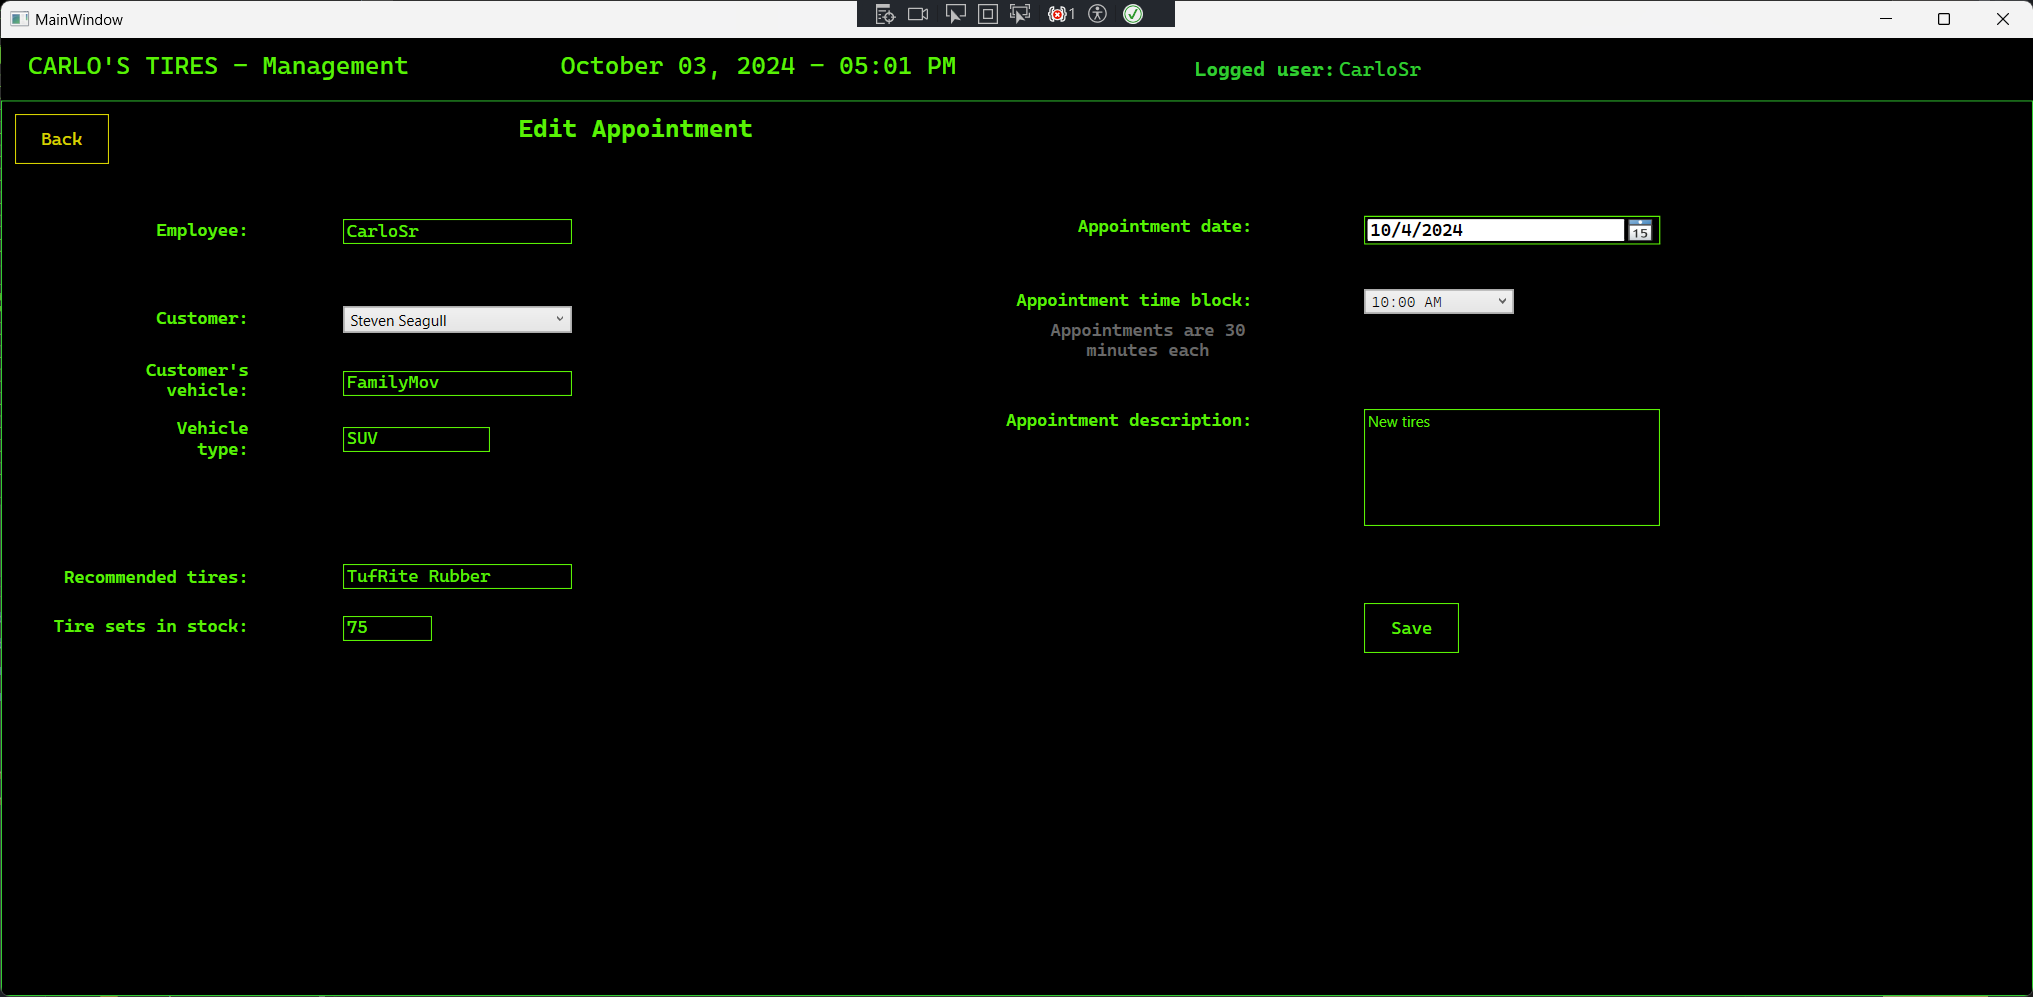 MainWindow
1
CARLO'S TIRES - Management
October 03, 2024 - 05:01 PM
Logged user: CarloSr
Back
Edit Appointment
Employee:
CarloSr
Customer:
Steven Seagull
Customer's
vehicle:
FamilyMov
Vehicle
type:
SUV
Recommended tires:
TufRite Rubber
Tire sets in stock:
75
Appointment date:
10/4/2024
15
Appointment time block:
10:00 AM
Appointments are 30
minutes each
Appointment description:
New tires
Save